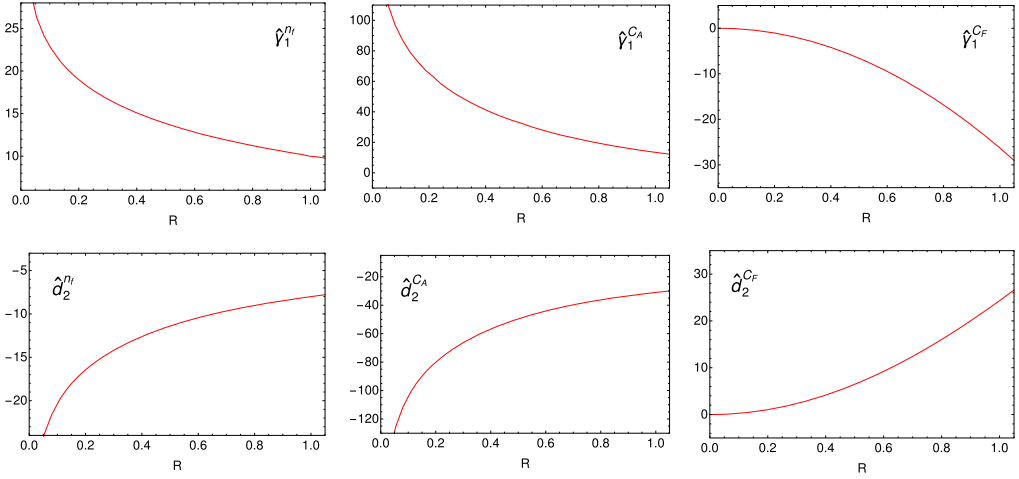 25
20
15
10
0.0 0.2 0.4 0.6 0.8 1.0
R
γ̂₁^{n_f}
100
80
60
40
20
0
0.0 0.2 0.4 0.6 0.8 1.0
R
γ̂₁^{C_A}
0
−10
−20
−30
0.0 0.2 0.4 0.6 0.8 1.0
R
γ̂₁^{C_F}
−5
−10
−15
−20
0.0 0.2 0.4 0.6 0.8 1.0
R
d̂₂^{n_f}
−20
−40
−60
−80
−100
−120
0.0 0.2 0.4 0.6 0.8 1.0
R
d̂₂^{C_A}
30
20
10
0
0.0 0.2 0.4 0.6 0.8 1.0
R
d̂₂^{C_F}